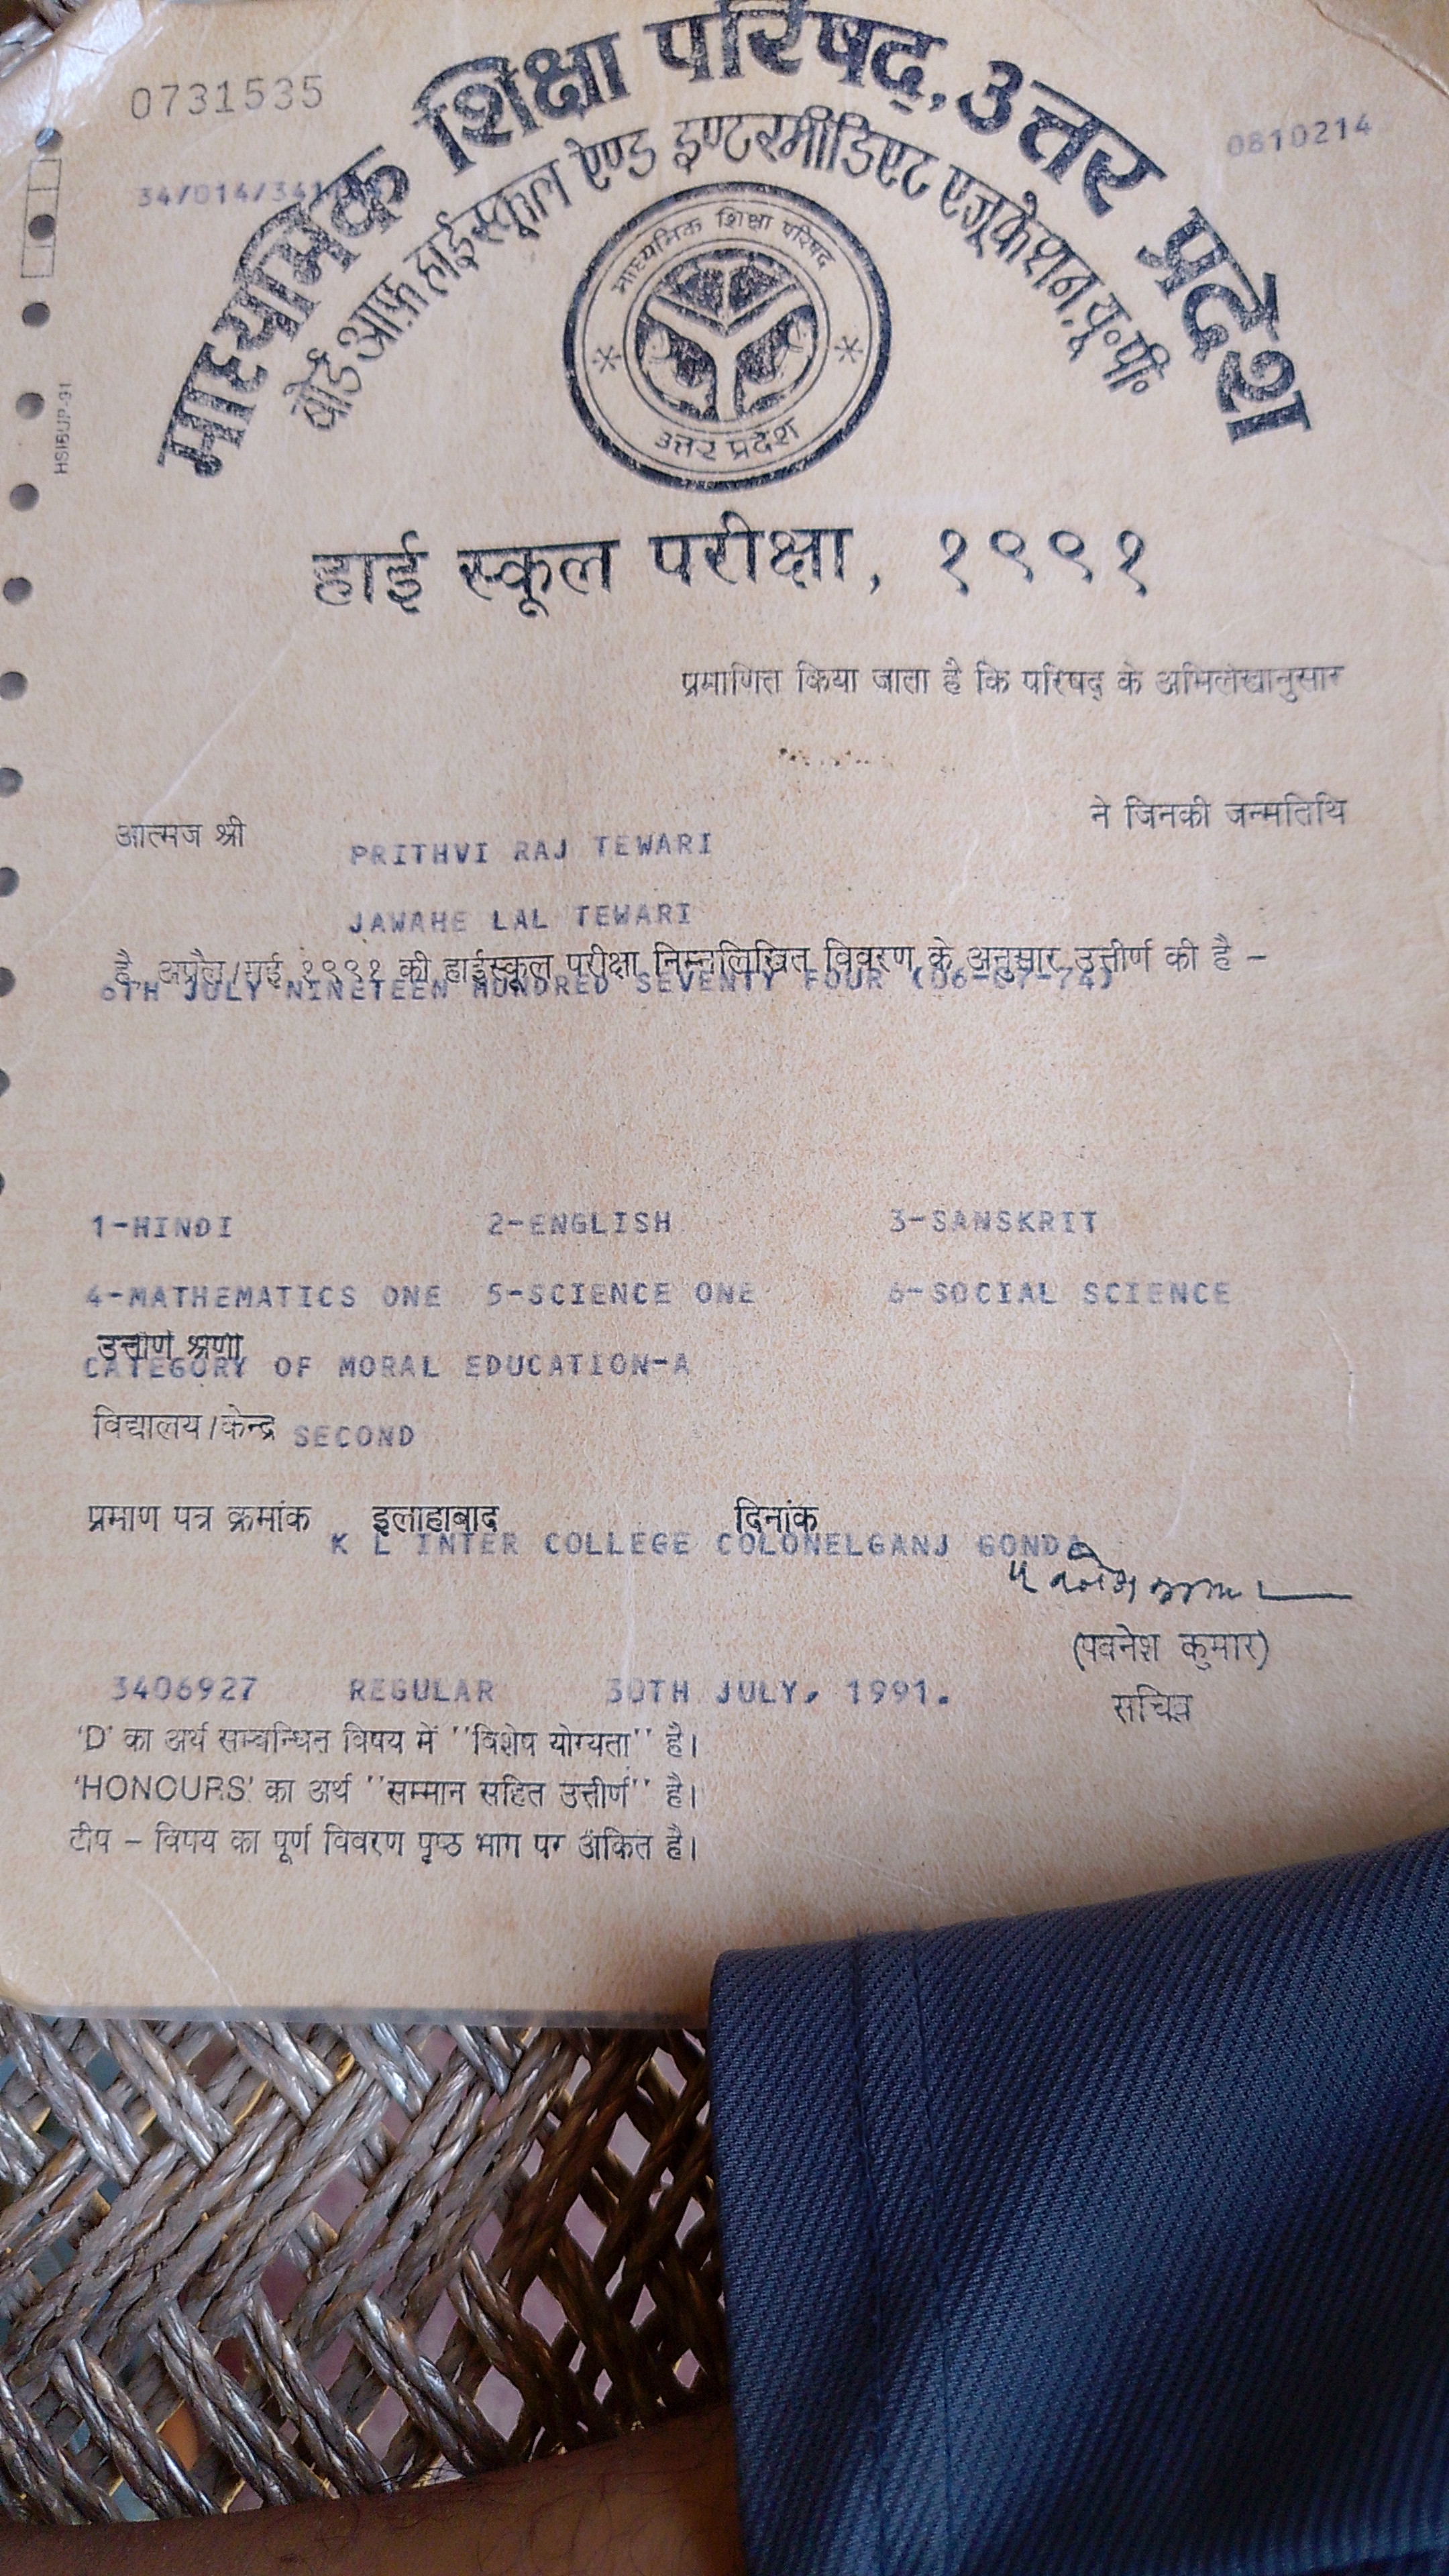 0731535
0810214
34/014/341
माध्यमिक शिक्षा परिषद्, उत्तर प्रदेश
बोर्ड आफ़ हाईस्कूल ऐण्ड इण्टरमीडिएट एजूकेशन, यू॰ पी॰
माध्यमिक शिक्षा परिषद
उत्तर प्रदेश
HSIBUP-91
हाई स्कूल परीक्षा, १९९१
प्रमाणित किया जाता है कि परिषद् के अभिलेखानुसार
ने जिनकी जन्मतिथि
आत्मज श्री
PRITHVI RAJ TEWARI
JAWAHE LAL TEWARI
है, अप्रैल/मई १९९१ की हाईस्कूल परीक्षा निम्नलिखित विवरण के अनुसार उत्तीर्ण की है –
6TH JULY NINETEEN HUNDRED SEVENTY FOUR (06-07-74)
1-HINDI 2-ENGLISH 3-SANSKRIT
4-MATHEMATICS ONE 5-SCIENCE ONE 6-SOCIAL SCIENCE
उत्तीर्ण श्रेणी
CATEGORY OF MORAL EDUCATION-A
विद्यालय/केन्द्र SECOND
प्रमाण पत्र क्रमांक इलाहाबाद दिनांक
K L INTER COLLEGE COLONELGANJ GONDA
(पवनेश कुमार)
3406927 REGULAR 30TH JULY, 1991.
सचिव
'D' का अर्थ सम्बन्धित विषय में ''विशेष योग्यता'' है।
'HONOURS' का अर्थ ''सम्मान सहित उत्तीर्ण'' है।
टीप – विषय का पूर्ण विवरण पृष्ठ भाग पर अंकित है।